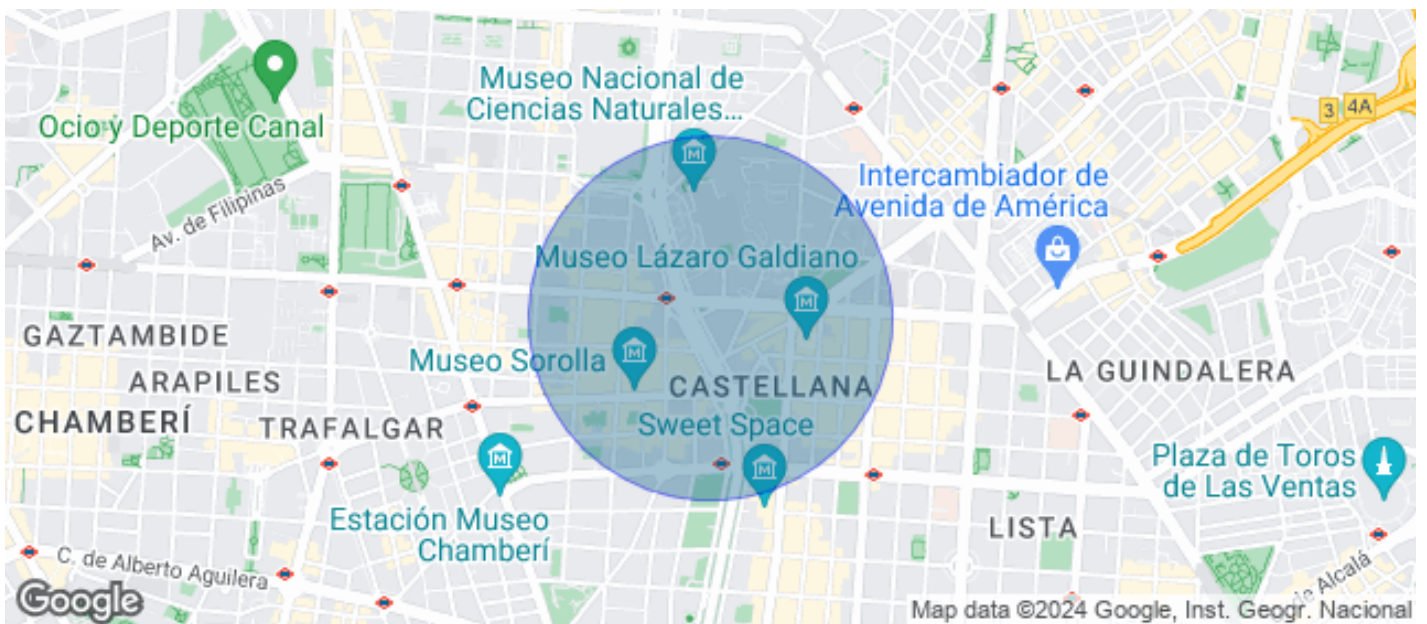 Museo Nacional de
Ciencias Naturales...
Ocio y Deporte Canal
3
4A
Av. de Filipinas
Intercambiador de
Avenida de América
Museo Lázaro Galdiano
GAZTAMBIDE
Museo Sorolla
ARAPILES
CASTELLANA
LA GUINDALERA
CHAMBERÍ
TRAFALGAR
Sweet Space
Plaza de Toros
de Las Ventas
Estación Museo
Chamberí
LISTA
C. de Alberto Aguilera
de Alcalá
Google
Map data ©2024 Google, Inst. Geogr. Nacional
M
M
M
M
M